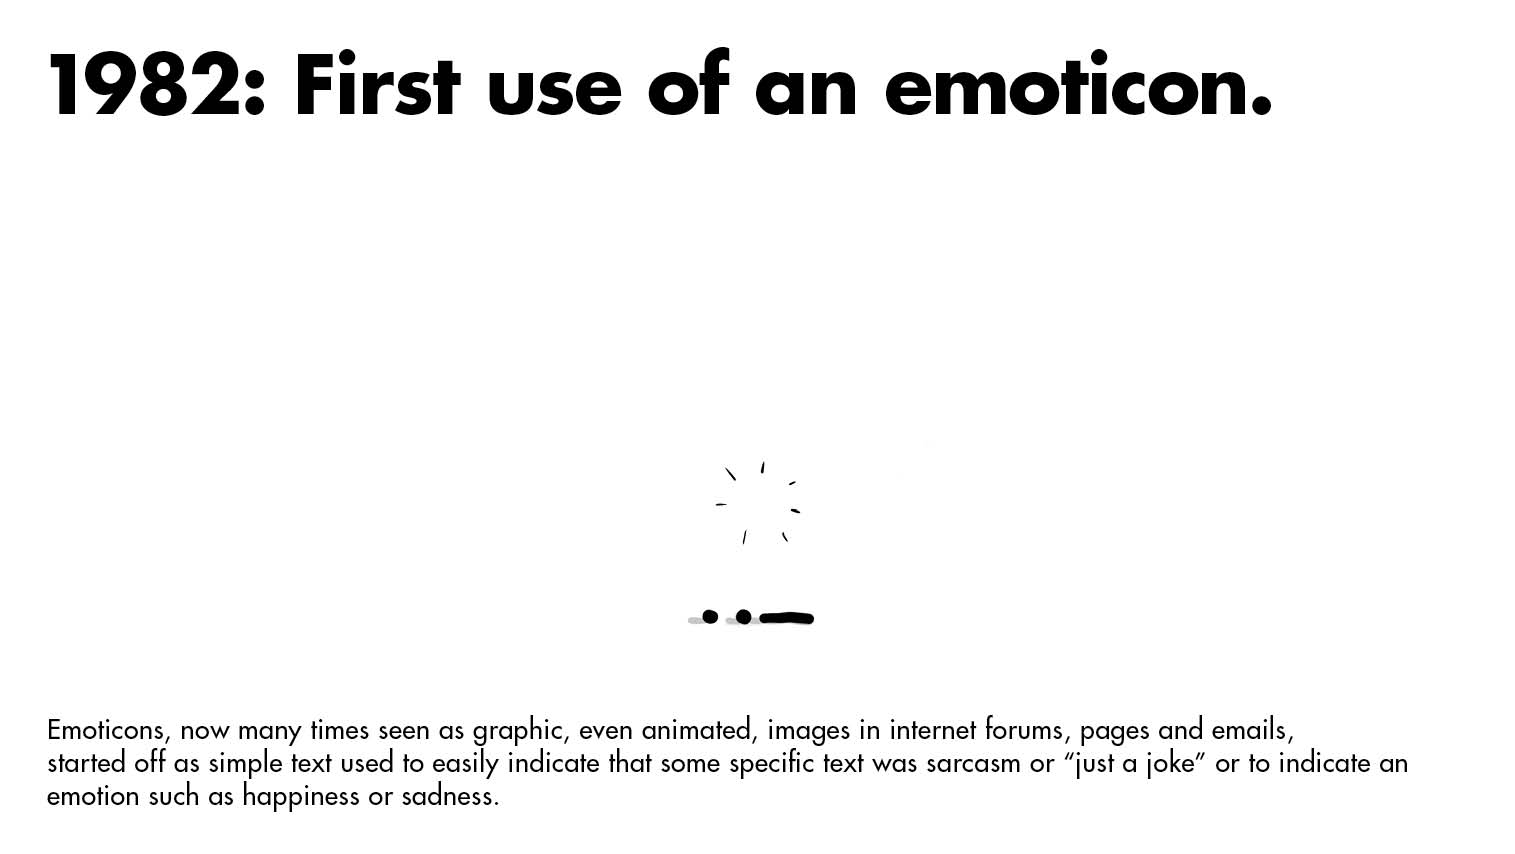 1982: First use of an emoticon.
Emoticons, now many times seen as graphic, even animated, images in internet forums, pages and emails,
started off as simple text used to easily indicate that some specific text was sarcasm or “just a joke” or to indicate an
emotion such as happiness or sadness.